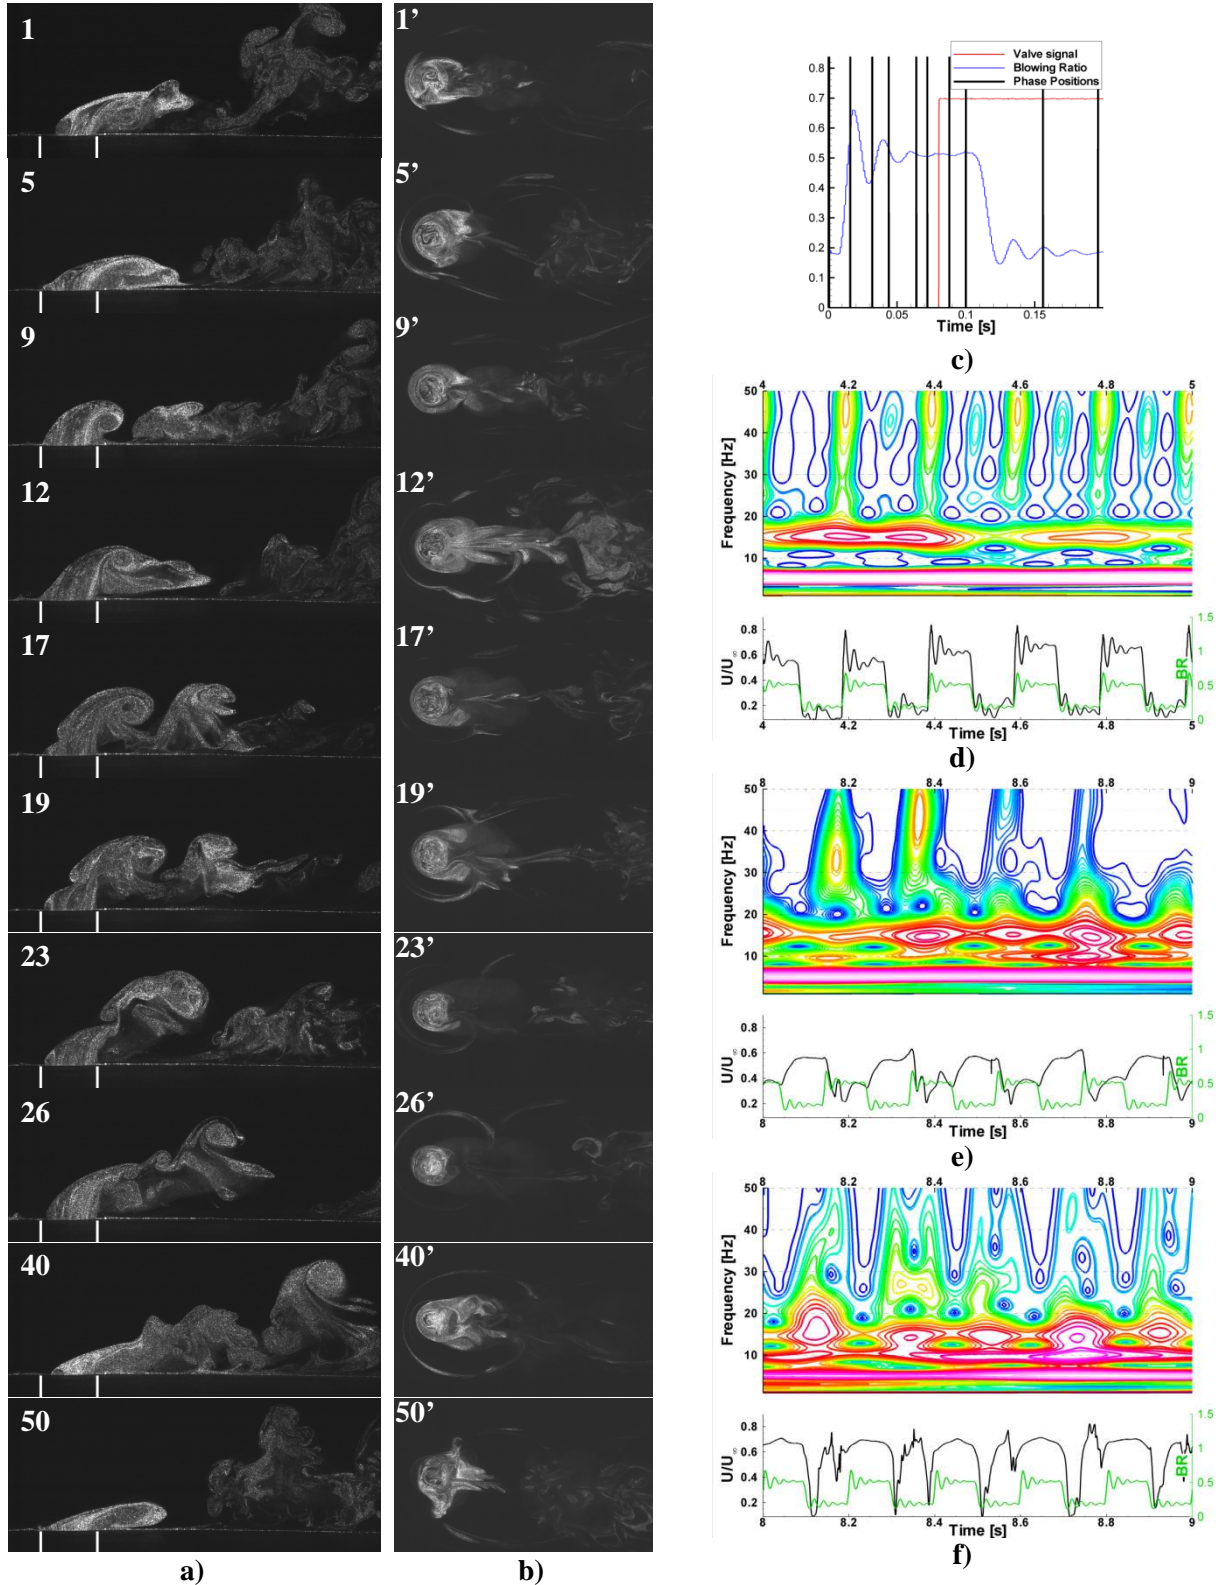 1
5
9
12
17
19
23
26
40
50
a)
1’
5’
9’
12’
17’
19’
23’
26’
40’
50’
b)
Valve signal
Blowing Ratio
Phase Positions
0.8
0.7
0.6
0.5
0.4
0.3
0.2
0.1
0
0 0.05 0.1 0.15
Time [s]
c)
4 4.2 4.4 4.6 4.8 5
50
40
30
20
10
Frequency [Hz]
0.8
0.6
0.4
0.2
U/U∞
1.5
1
0.5
0
BR
4 4.2 4.4 4.6 4.8 5
Time [s]
d)
8 8.2 8.4 8.6 8.8 9
50
40
30
20
10
Frequency [Hz]
0.8
0.6
0.4
0.2
U/U∞
1.5
1
0.5
0
BR
8 8.2 8.4 8.6 8.8 9
Time [s]
e)
8 8.2 8.4 8.6 8.8 9
50
40
30
20
10
Frequency [Hz]
0.8
0.6
0.4
0.2
U/U∞
1.5
1
0.5
0
BR
8 8.2 8.4 8.6 8.8 9
Time [s]
f)